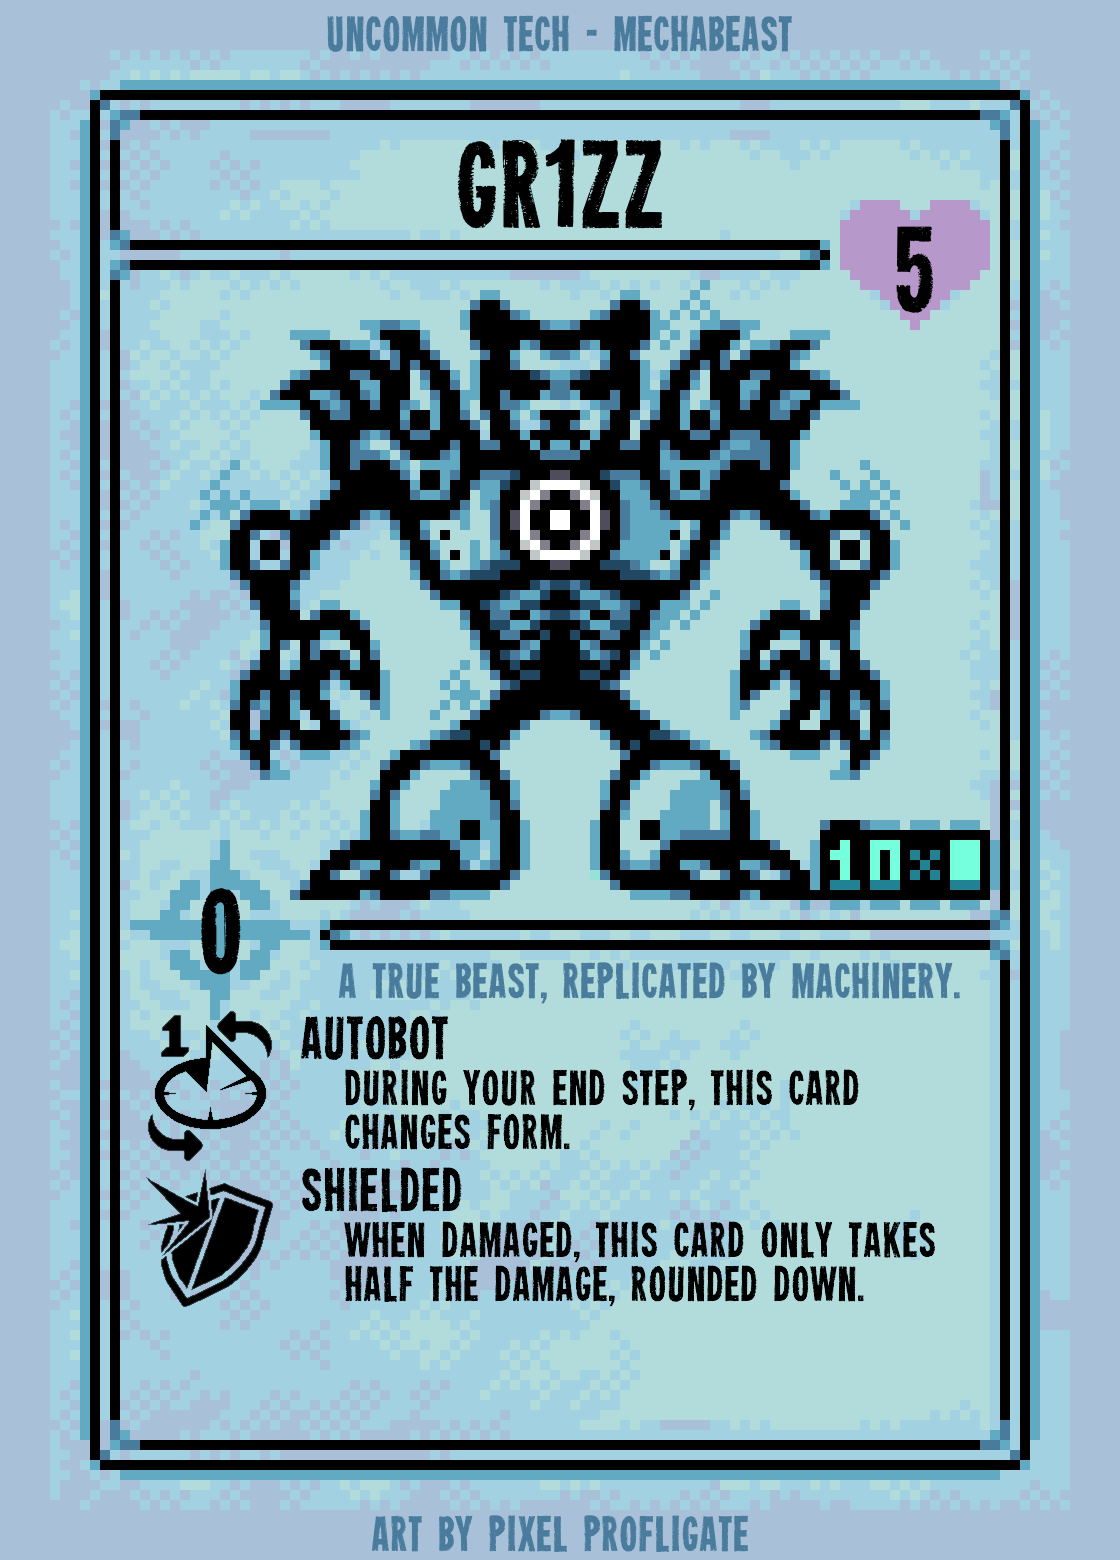 UNCOMMON TECH - MECHABEAST
GR1ZZ
5
10×
0
A TRUE BEAST, REPLICATED BY MACHINERY.
1
AUTOBOT
DURING YOUR END STEP, THIS CARD
CHANGES FORM.
SHIELDED
WHEN DAMAGED, THIS CARD ONLY TAKES
HALF THE DAMAGE, ROUNDED DOWN.
ART BY PIXEL PROFLIGATE